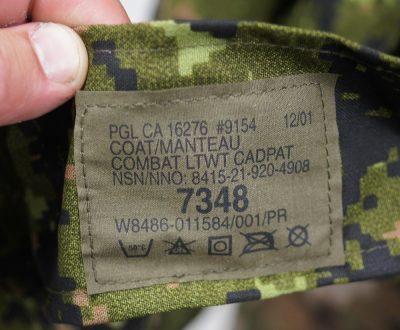 PGL CA 16276 #9154 12/01
COAT/MANTEAU
COMBAT LTWT CADPAT
NSN/NNO: 8415-21-920-4908
7348
W8486-011584/001/PR
50°C